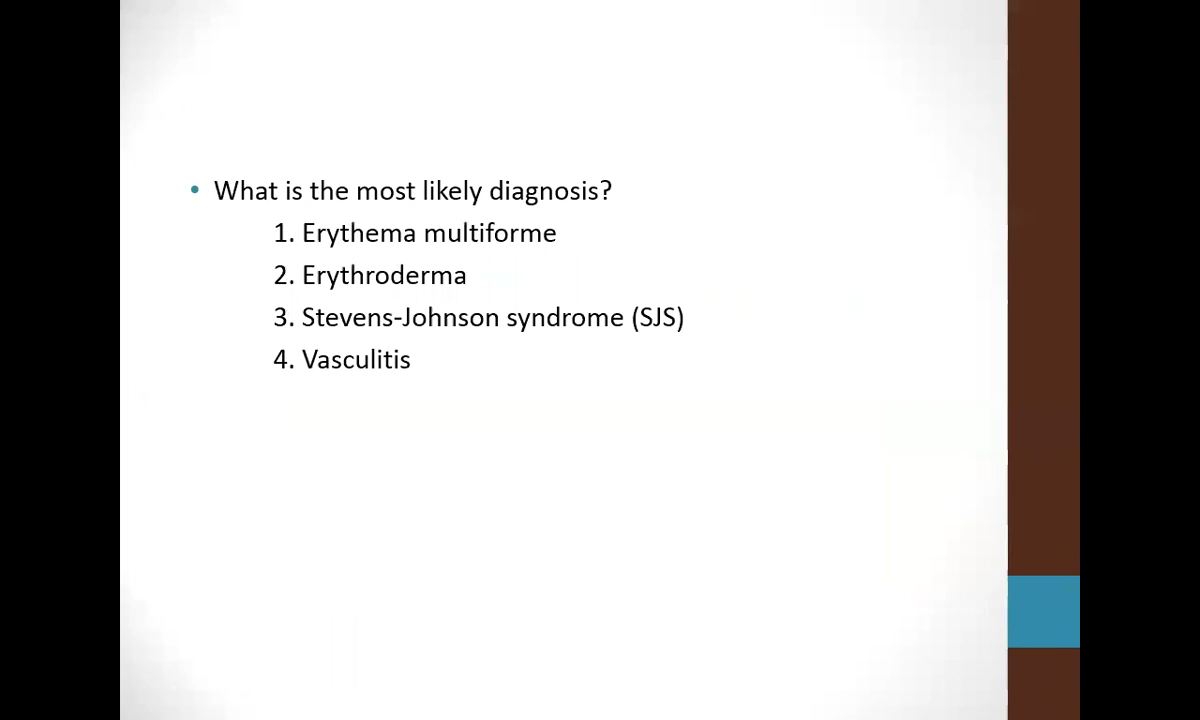 • What is the most likely diagnosis?
1. Erythema multiforme
2. Erythroderma
3. Stevens-Johnson syndrome (SJS)
4. Vasculitis